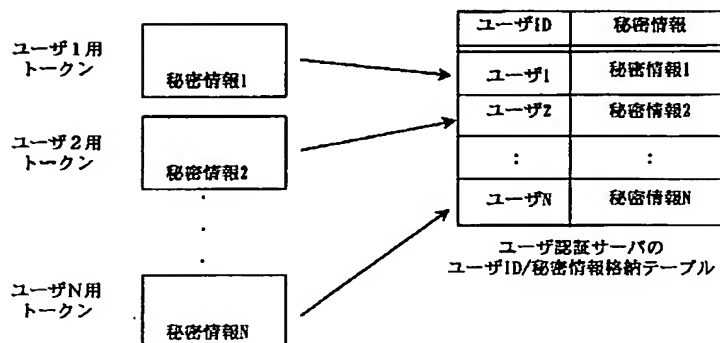 ユーザ1用
トークン
秘密情報1
ユーザ2用
トークン
秘密情報2
ユーザN用
トークン
秘密情報N
ユーザID 秘密情報
ユーザ1 秘密情報1
ユーザ2 秘密情報2
: :
ユーザN 秘密情報N
ユーザ認証サーバの
ユーザID/秘密情報格納テーブル